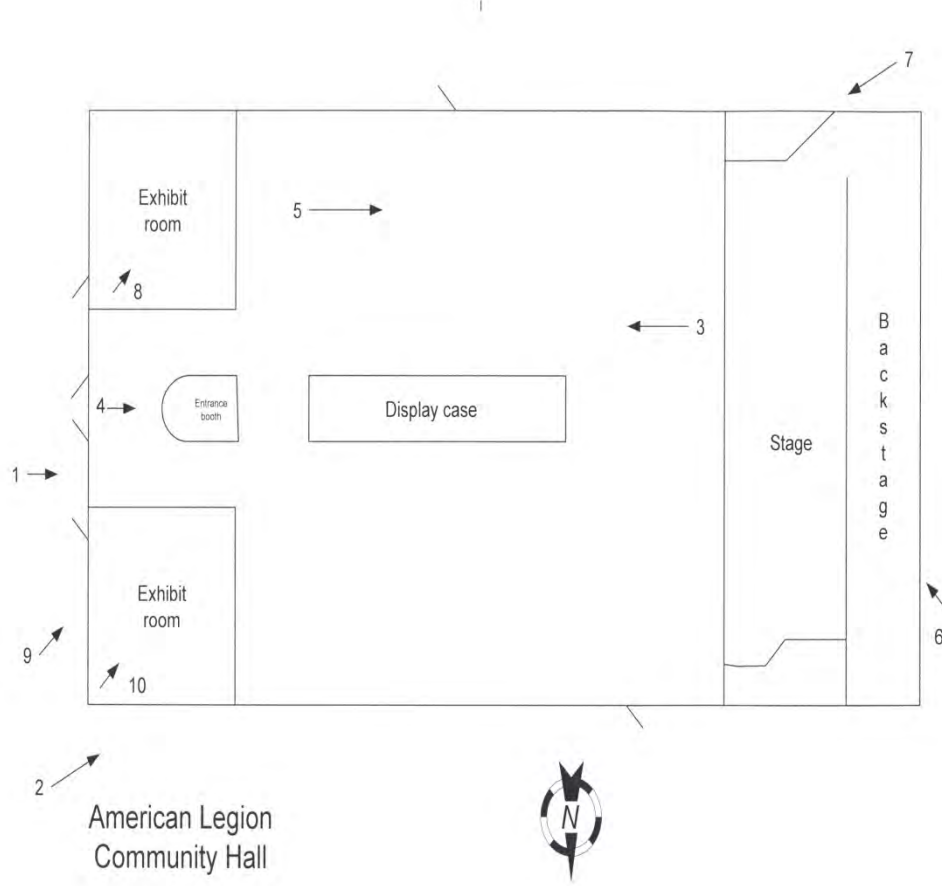 7
Exhibit
room
5
8
3
B
a
c
k
s
t
a
g
e
4
Entrance
booth
Display case
Stage
1
Exhibit
room
9
10
6
2
American Legion
Community Hall
N